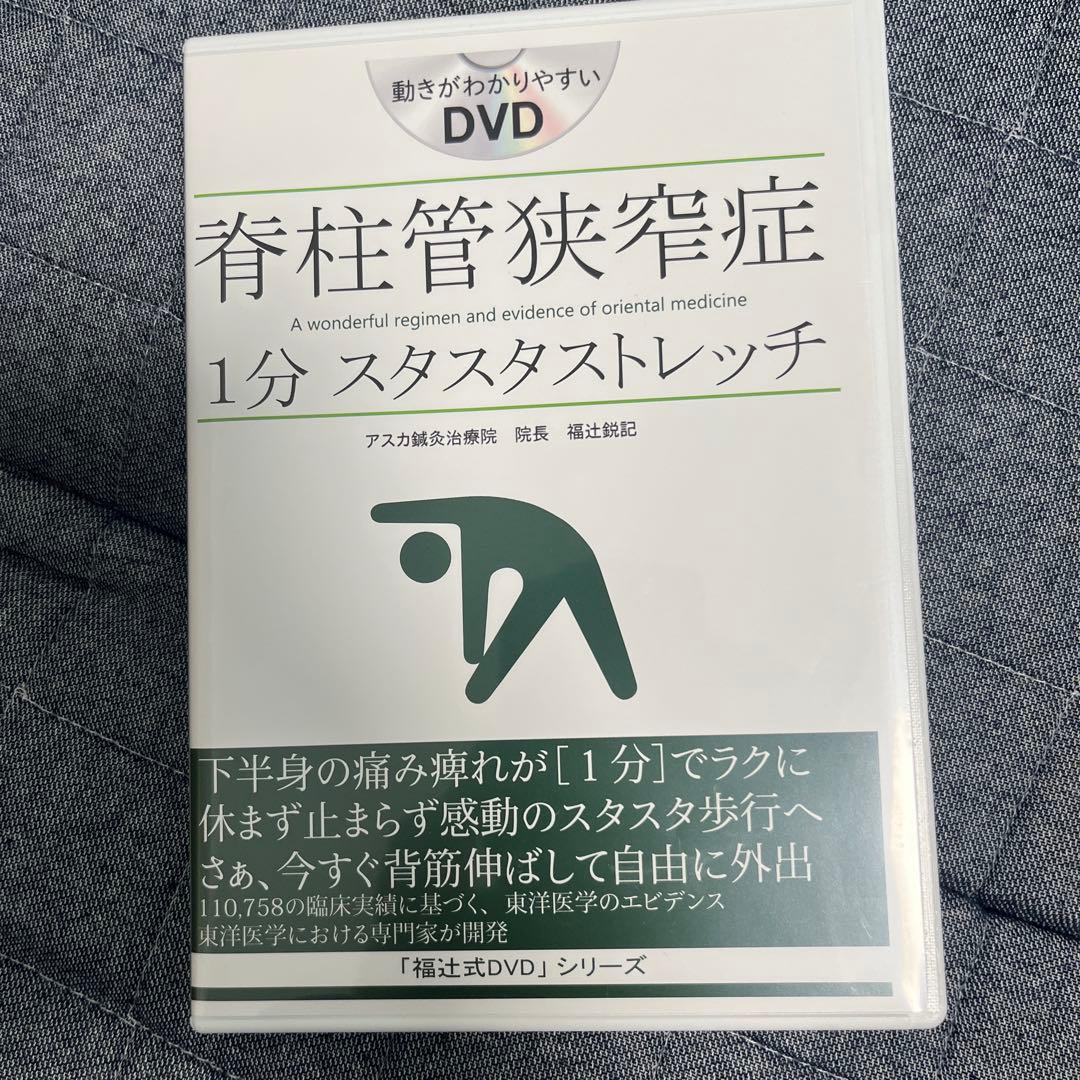 動きがわかりやすい
DVD
脊柱管狭窄症
A wonderful regimen and evidence of oriental medicine
1分 スタスタストレッチ
アスカ鍼灸治療院　院長　福辻鋭記
下半身の痛み痺れが[1分]でラクに
休まず止まらず感動のスタスタ歩行へ
さぁ、今すぐ背筋伸ばして自由に外出
110,758の臨床実績に基づく、東洋医学のエビデンス
東洋医学における専門家が開発
「福辻式DVD」シリーズ